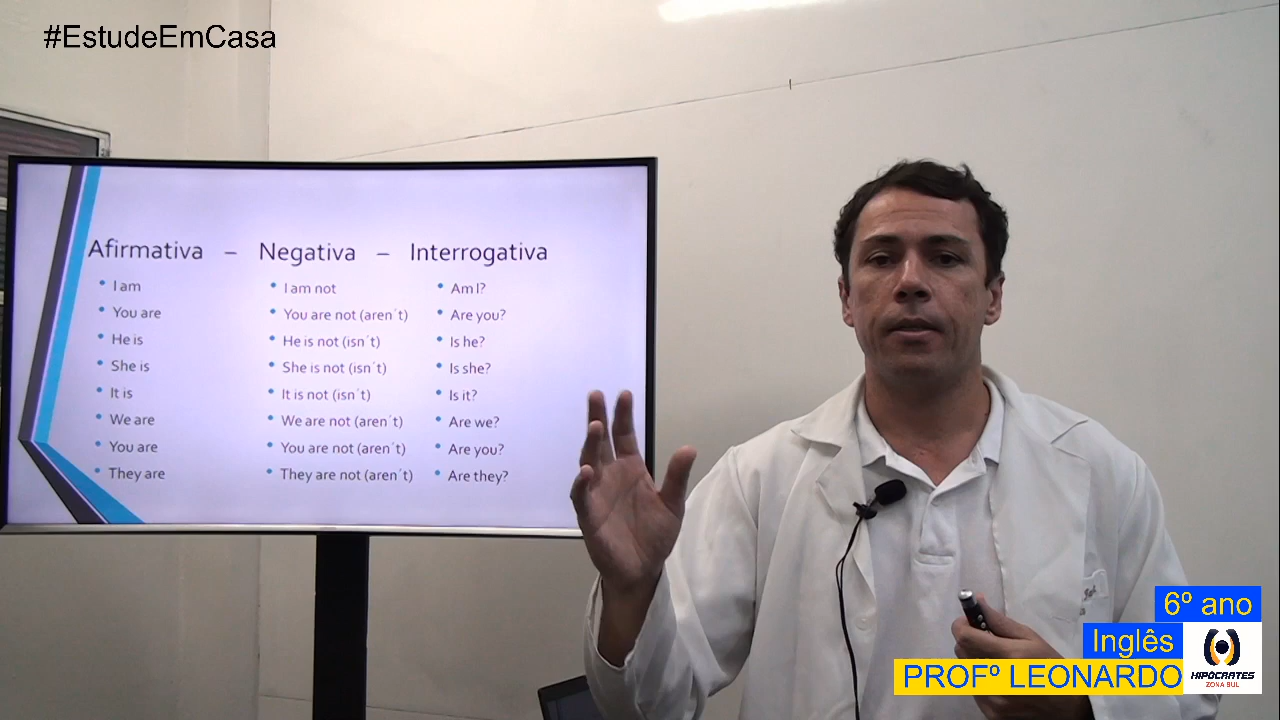 #EstudeEmCasa
Afirmativa – Negativa – Interrogativa
• I am
• You are
• He is
• She is
• It is
• We are
• You are
• They are
• I am not
• You are not (aren´t)
• He is not (isn´t)
• She is not (isn´t)
• It is not (isn´t)
• We are not (aren´t)
• You are not (aren´t)
• They are not (aren´t)
• Am I?
• Are you?
• Is he?
• Is she?
• Is it?
• Are we?
• Are you?
• Are they?
6º ano
Inglês
PROFº LEONARDO
HIPÓCRATES
ZONA SUL